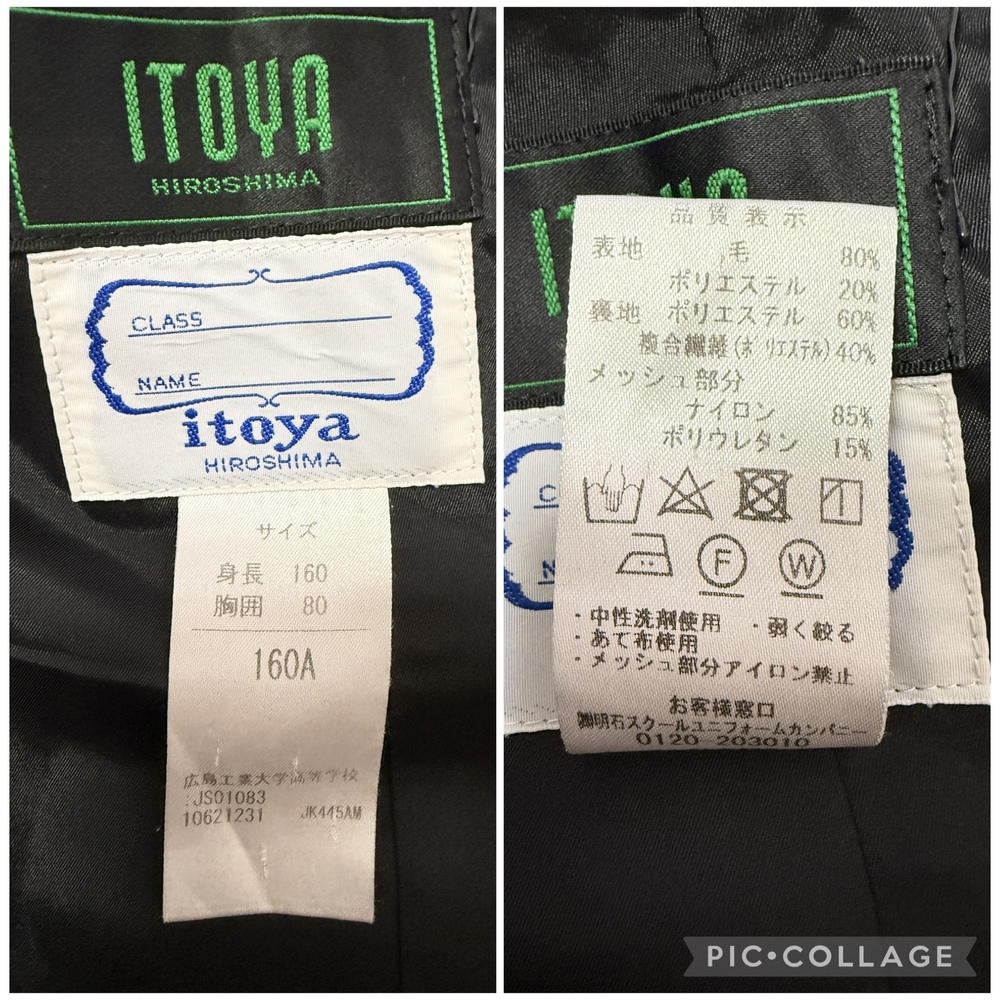 ITOYA
HIROSHIMA
CLASS
NAME
itoya
HIROSHIMA
サイズ
身長 160
胸囲 80
160A
広島工業大学高等学校
:JS01083
10621231 JK445AM
品質表示
表地 毛 80%
ポリエステル 20%
裏地 ポリエステル 60%
複合繊維(ポリエステル)40%
メッシュ部分
ナイロン 85%
ポリウレタン 15%
F W
・中性洗剤使用 ・弱く絞る
・あて布使用
・メッシュ部分アイロン禁止
お客様窓口
㈱明石スクールユニフォームカンパニー
0120 203010
PIC•COLLAGE